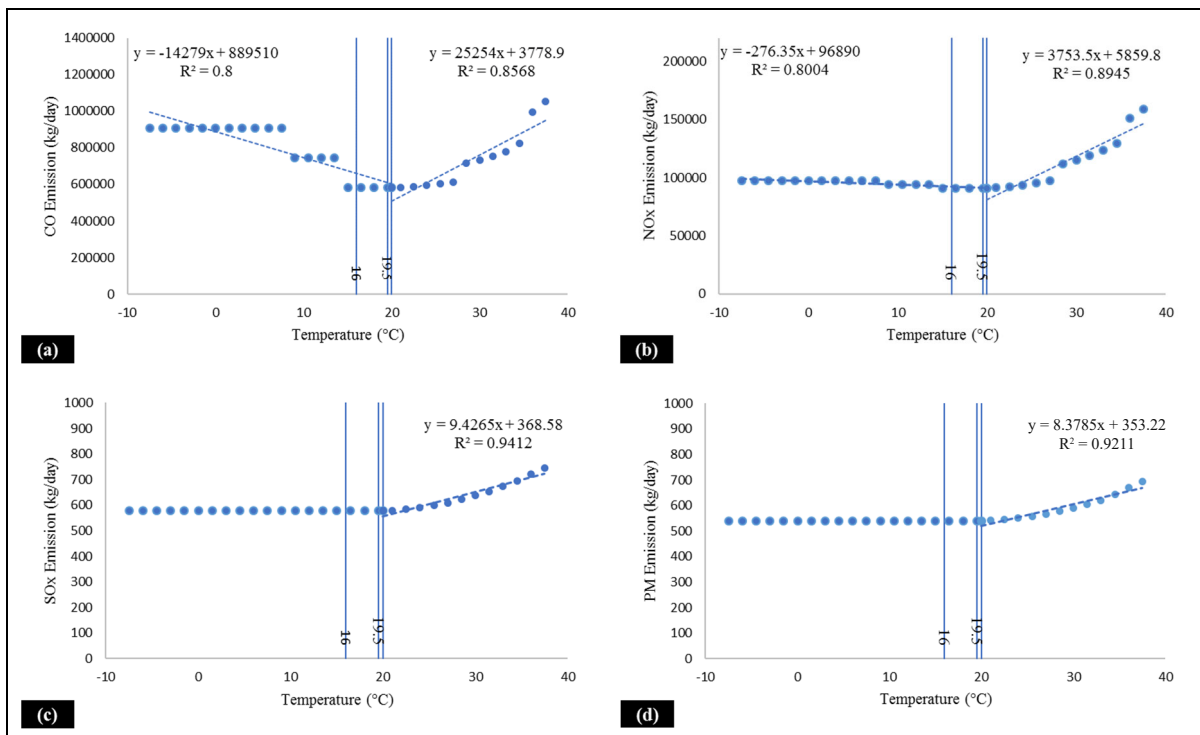 y = -14279x + 889510
R² = 0.8
25254x + 3778.9
R² = 0.8568
1400000
1200000
1000000
800000
600000
400000
200000
0
CO Emission (kg/day)
16
19.5
-10
0
10
20
30
40
Temperature (°C)
(a)
y = -276.35x + 96890
R² = 0.8004
3753.5x + 5859.8
R² = 0.8945
200000
150000
100000
50000
0
NOx Emission (kg/day)
16
19.5
-10
0
10
20
30
40
Temperature (°C)
(b)
y = 9.4265x + 368.58
R² = 0.9412
1000
900
800
700
600
500
400
300
200
100
0
SOx Emission (kg/day)
16
19.5
-10
0
10
20
30
40
Temperature (°C)
(c)
y = 8.3785x + 353.22
R² = 0.9211
1000
900
800
700
600
500
400
300
200
100
0
PM Emission (kg/day)
16
19.5
-10
0
10
20
30
40
Temperature (°C)
(d)